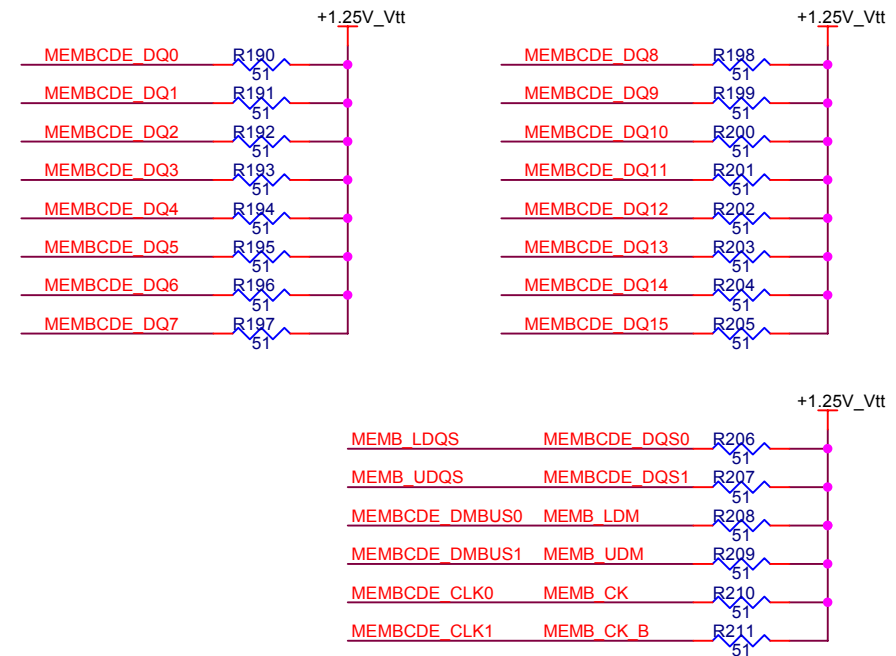 +1.25V_Vtt
MEMBCDE_DQ0 R190
51
MEMBCDE_DQ1 R191
51
MEMBCDE_DQ2 R192
51
MEMBCDE_DQ3 R193
51
MEMBCDE_DQ4 R194
51
MEMBCDE_DQ5 R195
51
MEMBCDE_DQ6 R196
51
MEMBCDE_DQ7 R197
51
+1.25V_Vtt
MEMBCDE_DQ8 R198
51
MEMBCDE_DQ9 R199
51
MEMBCDE_DQ10 R200
51
MEMBCDE_DQ11 R201
51
MEMBCDE_DQ12 R202
51
MEMBCDE_DQ13 R203
51
MEMBCDE_DQ14 R204
51
MEMBCDE_DQ15 R205
51
+1.25V_Vtt
MEMB_LDQS MEMBCDE_DQS0 R206
51
MEMB_UDQS MEMBCDE_DQS1 R207
51
MEMBCDE_DMBUS0 MEMB_LDM R208
51
MEMBCDE_DMBUS1 MEMB_UDM R209
51
MEMBCDE_CLK0 MEMB_CK R210
51
MEMBCDE_CLK1 MEMB_CK_B R211
51